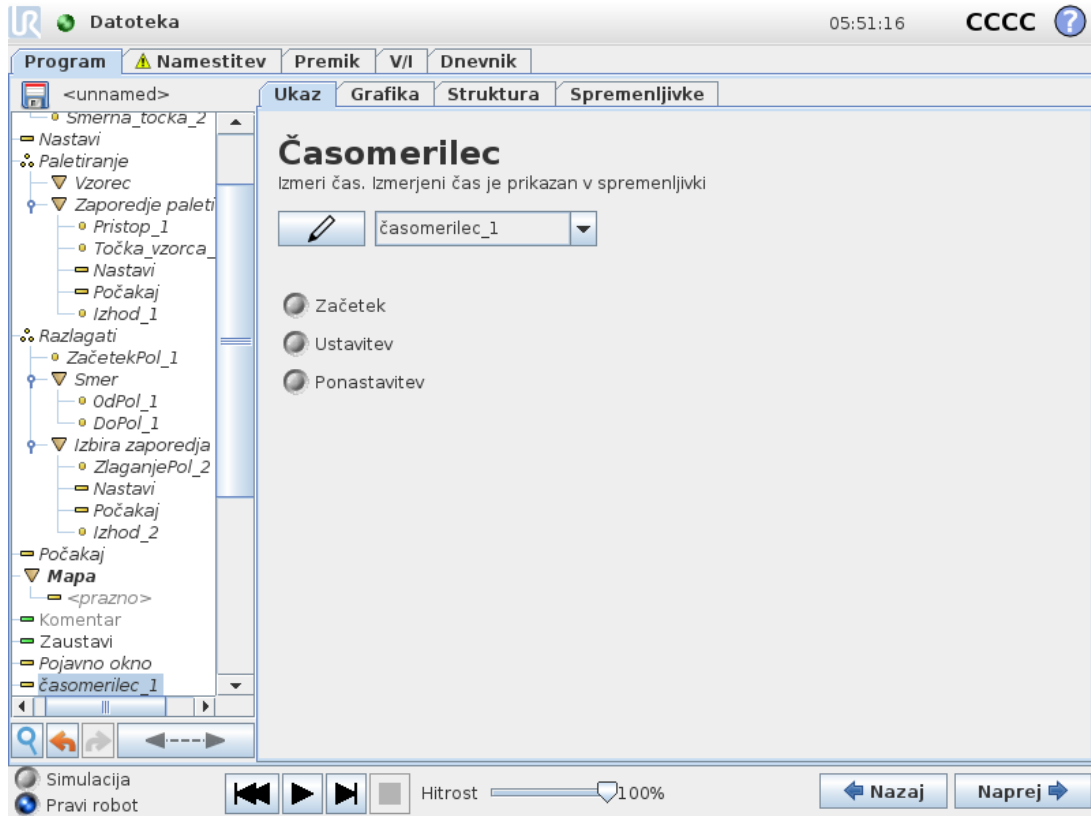 UR Datoteka 05:51:16 CCCC ?
Program Namestitev Premik V/I Dnevnik
<unnamed>
Ukaz Grafika Struktura Spremenljivke
Smerna_točka_2
Nastavi
Paletiranje
Vzorec
Zaporedje paleti
Pristop_1
Točka_vzorca_
Nastavi
Počakaj
Izhod_1
Razlagati
ZačetekPol_1
Smer
OdPol_1
DoPol_1
Izbira zaporedja
ZlaganjePol_2
Nastavi
Počakaj
Izhod_2
Počakaj
Mapa
<prazno>
Komentar
Zaustavi
Pojavno okno
časomerilec_1
Časomerilec
Izmeri čas. Izmerjeni čas je prikazan v spremenljivki
časomerilec_1
Začetek
Ustavitev
Ponastavitev
Simulacija
Pravi robot
Hitrost 100%
Nazaj Naprej